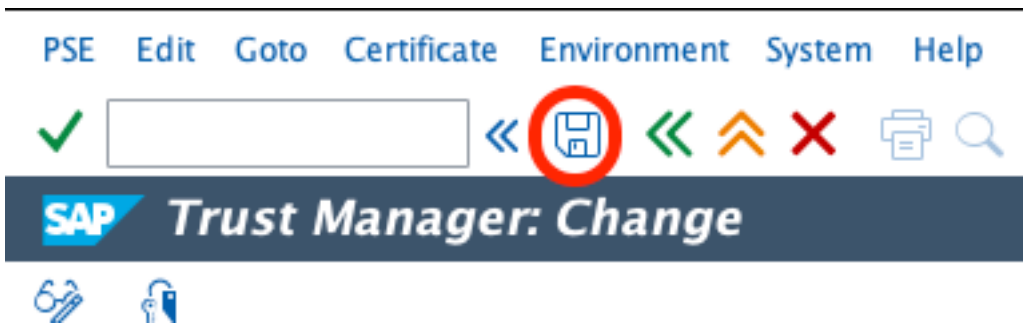 PSE Edit Goto Certificate Environment System Help
SAP Trust Manager: Change